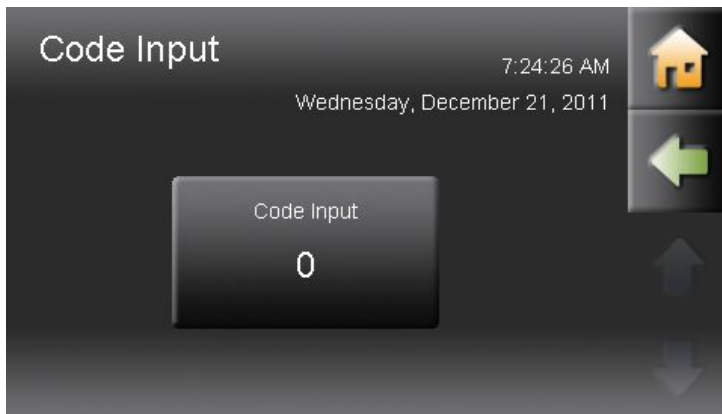 Code Input
7:24:26 AM
Wednesday, December 21, 2011
Code Input
0